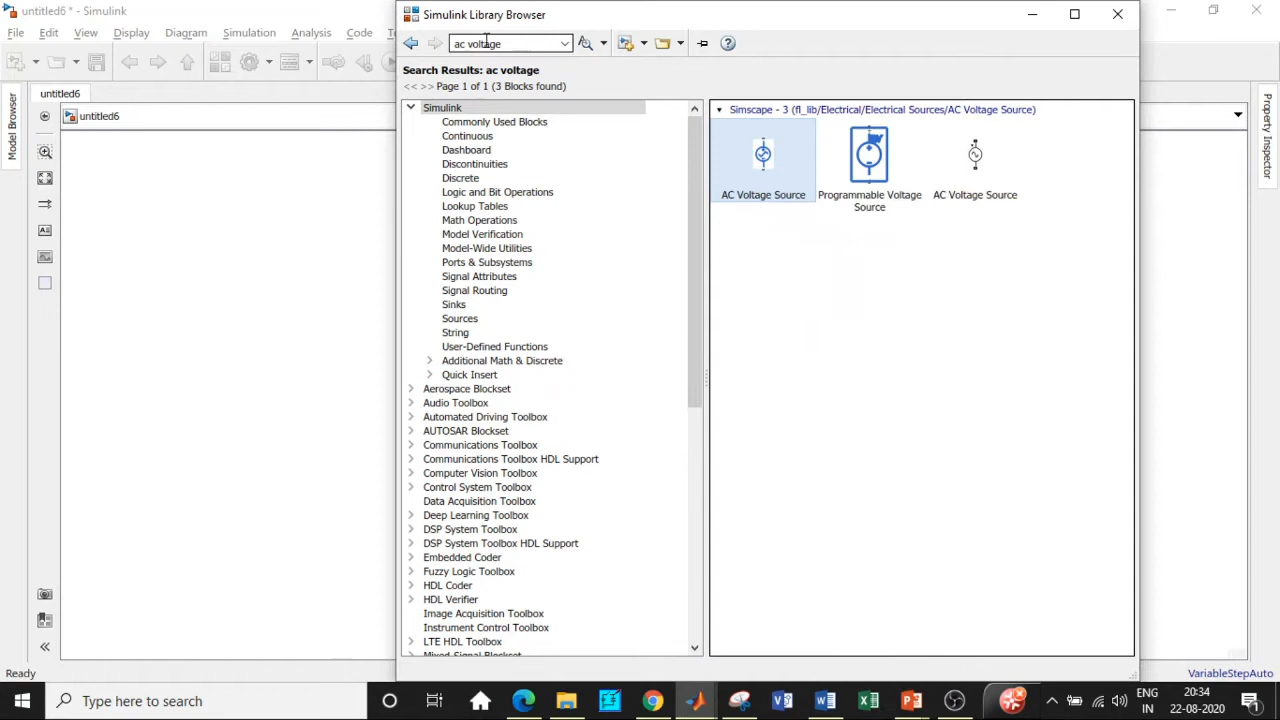 untitled6 * - Simulink
Simulink Library Browser
File Edit View Display Diagram Simulation Analysis Code
ac voltage
Search Results: ac voltage
<< >> Page 1 of 1 (3 Blocks found)
untitled6
untitled6
Model Browser
Property Inspector
Simulink
Commonly Used Blocks
Continuous
Dashboard
Discontinuities
Discrete
Logic and Bit Operations
Lookup Tables
Math Operations
Model Verification
Model-Wide Utilities
Ports & Subsystems
Signal Attributes
Signal Routing
Sinks
Sources
String
User-Defined Functions
Additional Math & Discrete
Quick Insert
Aerospace Blockset
Audio Toolbox
Automated Driving Toolbox
AUTOSAR Blockset
Communications Toolbox
Communications Toolbox HDL Support
Computer Vision Toolbox
Control System Toolbox
Data Acquisition Toolbox
Deep Learning Toolbox
DSP System Toolbox
DSP System Toolbox HDL Support
Embedded Coder
Fuzzy Logic Toolbox
HDL Coder
HDL Verifier
Image Acquisition Toolbox
Instrument Control Toolbox
LTE HDL Toolbox
Mixed-Signal Blockset
Simscape - 3 (fl_lib/Electrical/Electrical Sources/AC Voltage Source)
AC Voltage Source
Programmable Voltage
Source
AC Voltage Source
Ready
VariableStepAuto
Type here to search
ENG
IN
20:34
22-08-2020